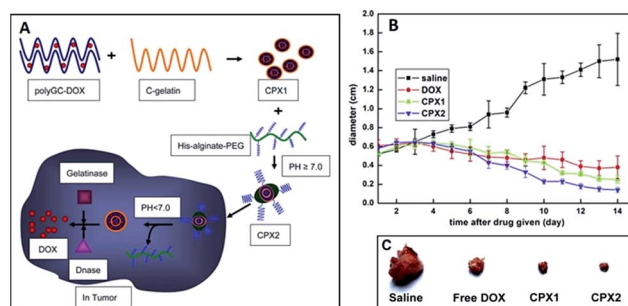 A
polyGC-DOX
+
C-gelatin
CPX1
+
His-alginate-PEG
PH ≥ 7.0
CPX2
Gelatinase
PH<7.0
DOX
Dnase
In Tumor
B
diameter (cm)
2.0
1.8
1.6
1.4
1.2
1.0
0.8
0.6
0.4
0.2
0.0
saline
DOX
CPX1
CPX2
2 4 6 8 10 12 14
time after drug given (day)
C
Saline Free DOX CPX1 CPX2